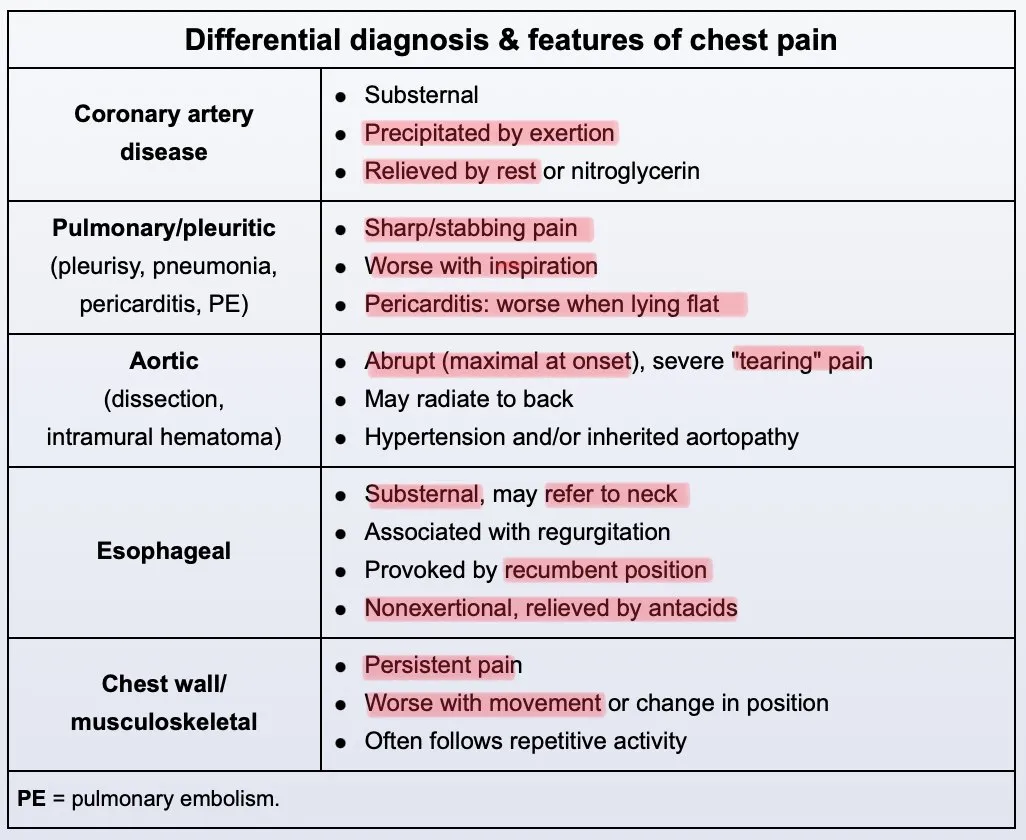 Differential diagnosis & features of chest pain
Coronary artery
disease
● Substernal
● Precipitated by exertion
● Relieved by rest or nitroglycerin
Pulmonary/pleuritic
(pleurisy, pneumonia,
pericarditis, PE)
● Sharp/stabbing pain
● Worse with inspiration
● Pericarditis: worse when lying flat
Aortic
(dissection,
intramural hematoma)
● Abrupt (maximal at onset), severe "tearing" pain
● May radiate to back
● Hypertension and/or inherited aortopathy
Esophageal
● Substernal, may refer to neck
● Associated with regurgitation
● Provoked by recumbent position
● Nonexertional, relieved by antacids
Chest wall/
musculoskeletal
● Persistent pain
● Worse with movement or change in position
● Often follows repetitive activity
PE = pulmonary embolism.